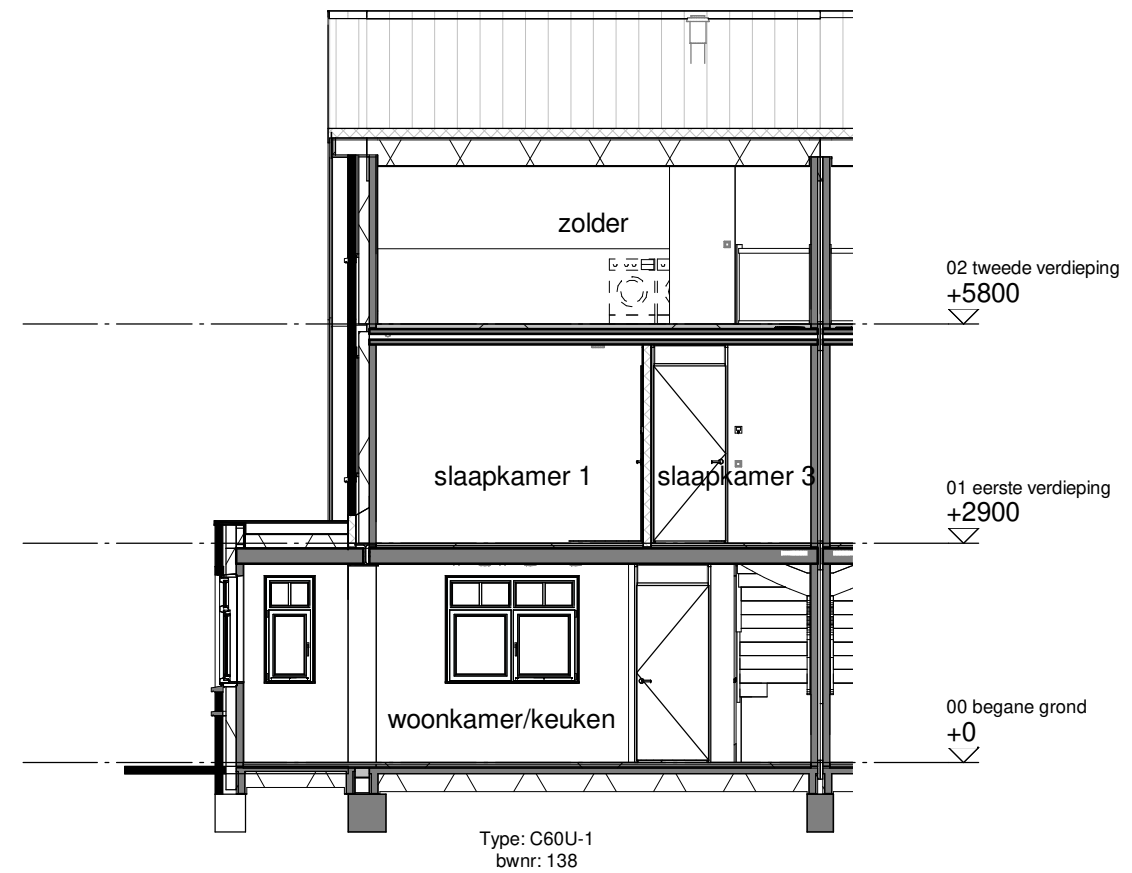 zolder
02 tweede verdieping
+5800
slaapkamer 1
slaapkamer 3
01 eerste verdieping
+2900
woonkamer/keuken
00 begane grond
+0
Type: C60U-1
bwnr: 138